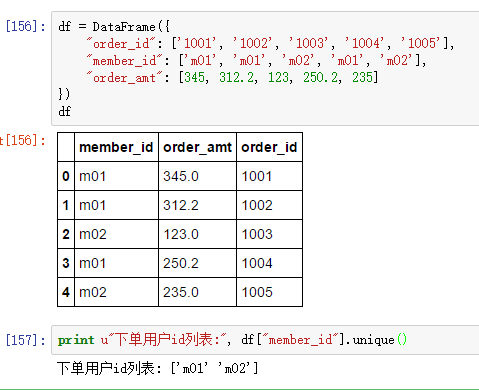 [156]: df = DataFrame({
"order_id": ['1001', '1002', '1003', '1004', '1005'],
"member_id": ['m01', 'm01', 'm02', 'm01', 'm02'],
"order_amt": [345, 312.2, 123, 250.2, 235]
})
df
t[156]:
member_id order_amt order_id
0 m01 345.0 1001
1 m01 312.2 1002
2 m02 123.0 1003
3 m01 250.2 1004
4 m02 235.0 1005
[157]: print u"下单用户id列表:", df["member_id"].unique()
下单用户id列表: ['m01' 'm02']